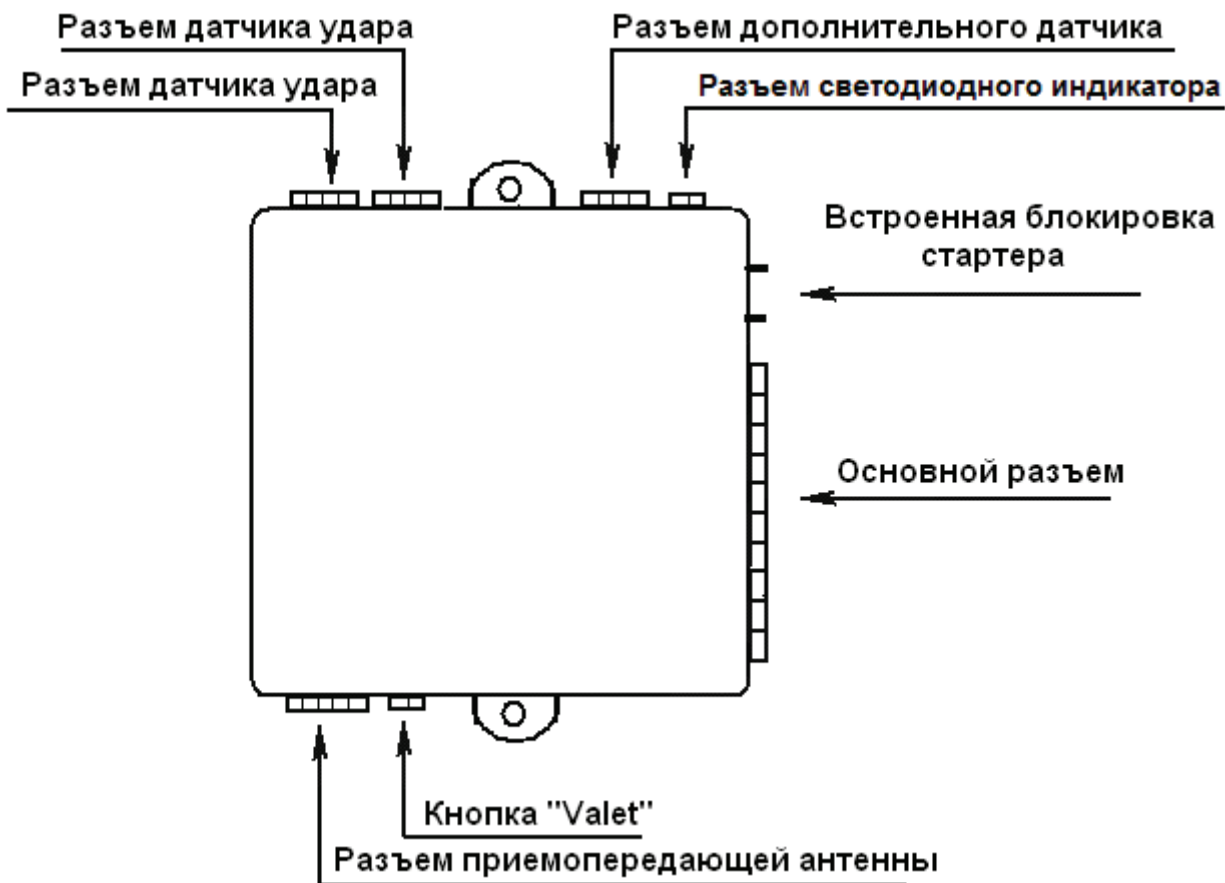 Разъем датчика удара
Разъем дополнительного датчика
Разъем датчика удара
Разъем светодиодного индикатора
Встроенная блокировка
стартера
Основной разъем
Кнопка "Valet"
Разъем приемопередающей антенны